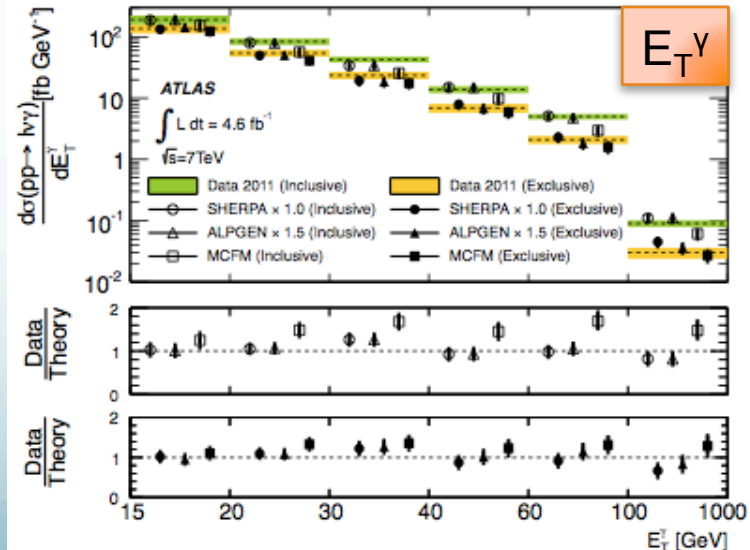 E_T^γ
dσ(pp→ lνγ)
dE_T^γ
[fb GeV⁻¹]
10²
10
1
10⁻¹
10⁻²
ATLAS
∫ L dt = 4.6 fb⁻¹
√s=7TeV
Data 2011 (Inclusive) Data 2011 (Exclusive)
SHERPA × 1.0 (Inclusive) SHERPA × 1.0 (Exclusive)
ALPGEN × 1.5 (Inclusive) ALPGEN × 1.5 (Exclusive)
MCFM (Inclusive) MCFM (Exclusive)
Data
Theory
2
1
0
Data
Theory
2
1
0
15 20 30 40 60 100 1000
E_T^γ [GeV]